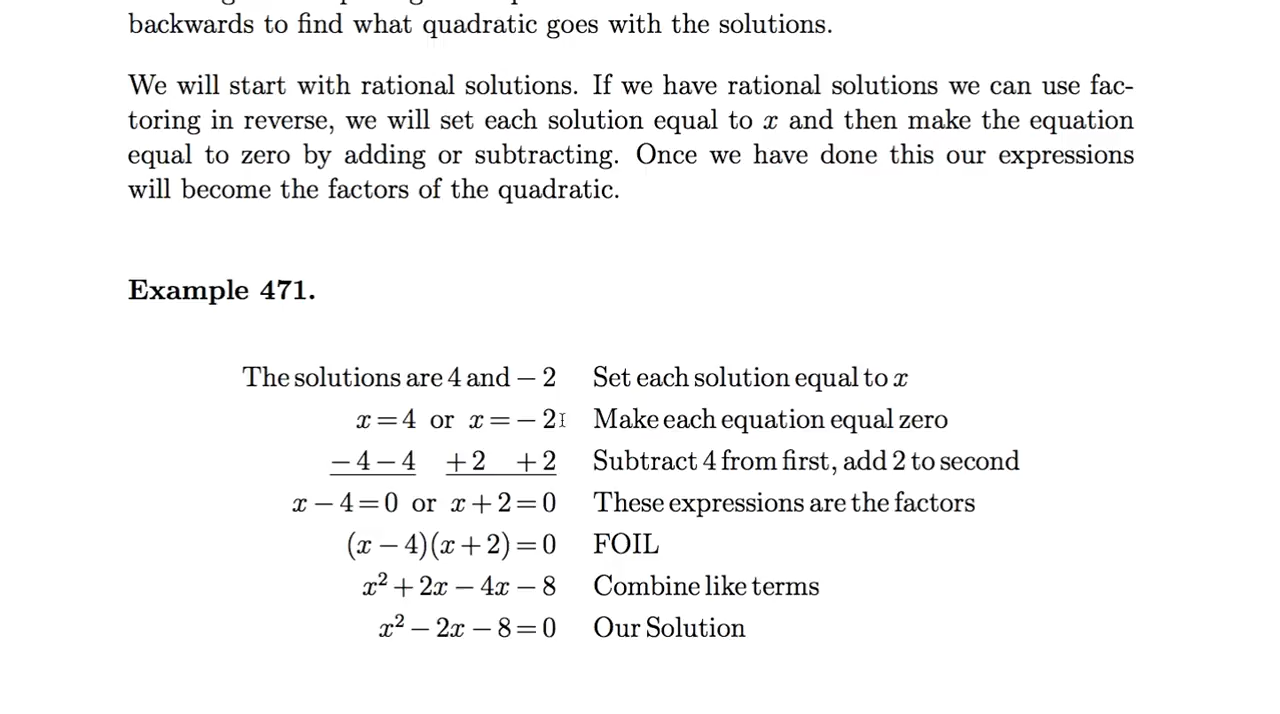 backwards to find what quadratic goes with the solutions.
We will start with rational solutions. If we have rational solutions we can use fac-
toring in reverse, we will set each solution equal to x and then make the equation
equal to zero by adding or subtracting. Once we have done this our expressions
will become the factors of the quadratic.
Example 471.
The solutions are 4 and − 2 Set each solution equal to x
x = 4 or x = − 2 Make each equation equal zero
− 4 − 4 + 2 + 2 Subtract 4 from first, add 2 to second
x − 4 = 0 or x + 2 = 0 These expressions are the factors
(x − 4)(x + 2) = 0 FOIL
x² + 2x − 4x − 8 Combine like terms
x² − 2x − 8 = 0 Our Solution